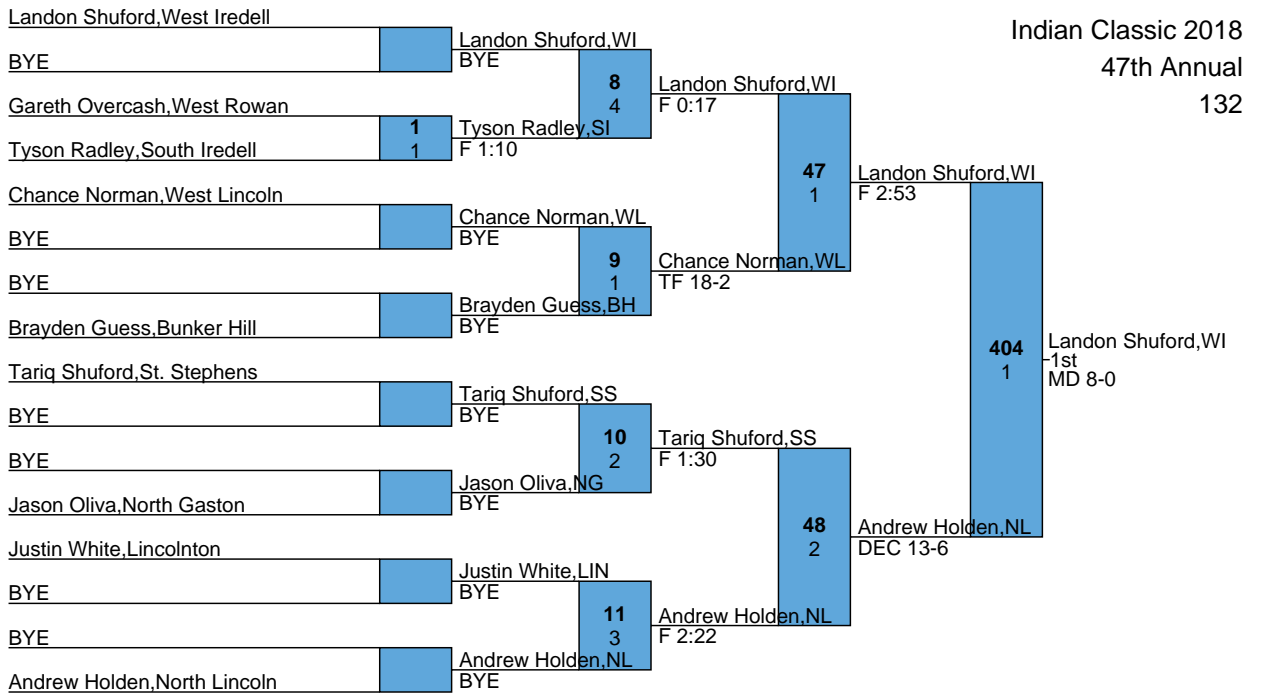 Indian Classic 2018
47th Annual
132
Landon Shuford,West Iredell
BYE
Gareth Overcash,West Rowan
Tyson Radley,South Iredell
Chance Norman,West Lincoln
BYE
BYE
Brayden Guess,Bunker Hill
Tariq Shuford,St. Stephens
BYE
BYE
Jason Oliva,North Gaston
Justin White,Lincolnton
BYE
BYE
Andrew Holden,North Lincoln
1
1
Landon Shuford,WI
BYE
Tyson Radley,SI
F 1:10
Chance Norman,WL
BYE
Brayden Guess,BH
BYE
Tariq Shuford,SS
BYE
Jason Oliva,NG
BYE
Justin White,LIN
BYE
Andrew Holden,NL
BYE
8
4
9
1
10
2
11
3
Landon Shuford,WI
F 0:17
Chance Norman,WL
TF 18-2
Tariq Shuford,SS
F 1:30
Andrew Holden,NL
F 2:22
47
1
48
2
Landon Shuford,WI
F 2:53
Andrew Holden,NL
DEC 13-6
404
1
Landon Shuford,WI
1st
MD 8-0